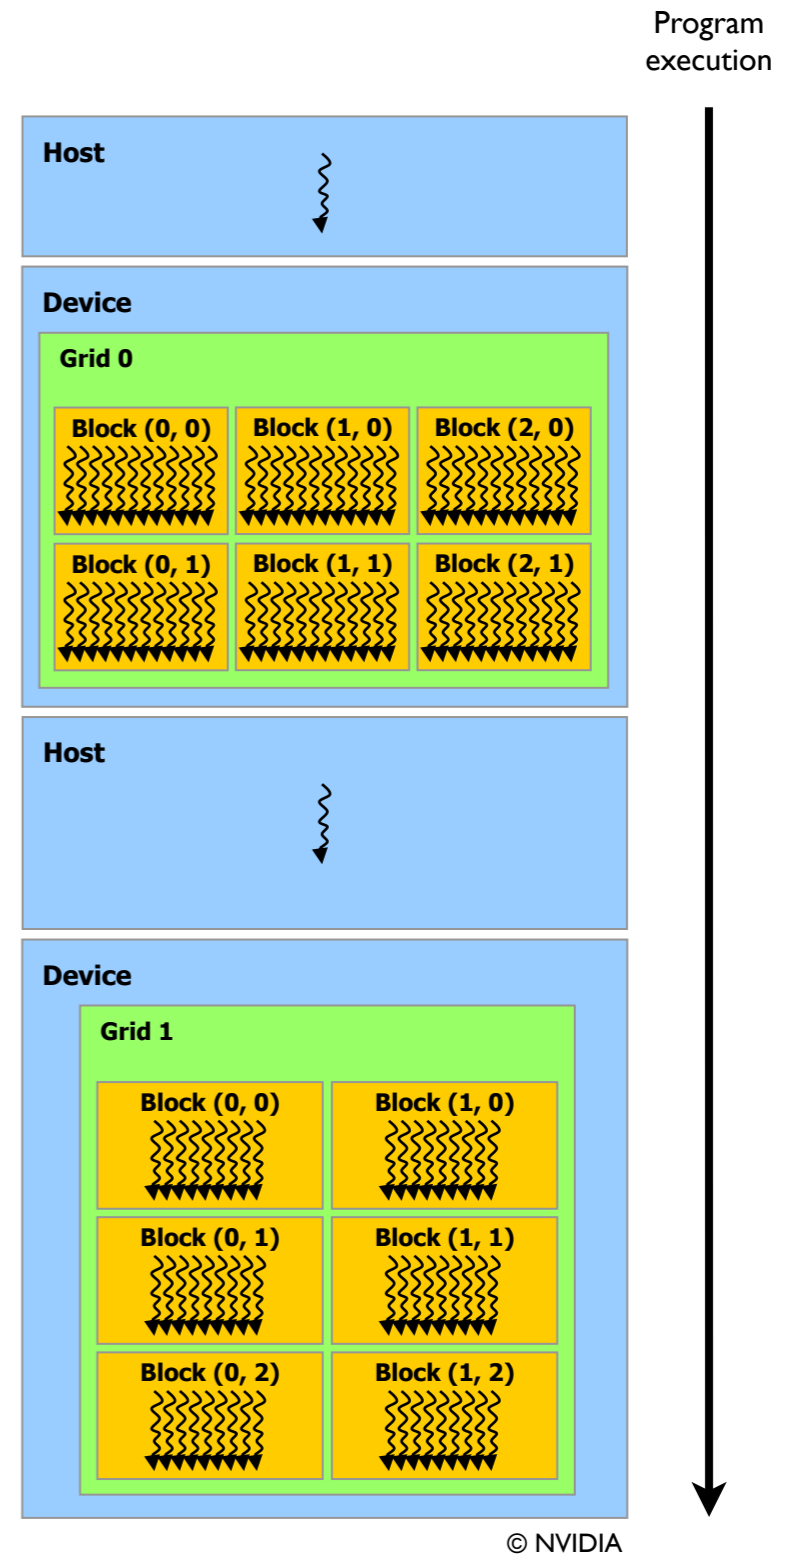 Program
execution
Host
Device
Grid 0
Block (0, 0) Block (1, 0) Block (2, 0)
Block (0, 1) Block (1, 1) Block (2, 1)
Host
Device
Grid 1
Block (0, 0) Block (1, 0)
Block (0, 1) Block (1, 1)
Block (0, 2) Block (1, 2)
© NVIDIA